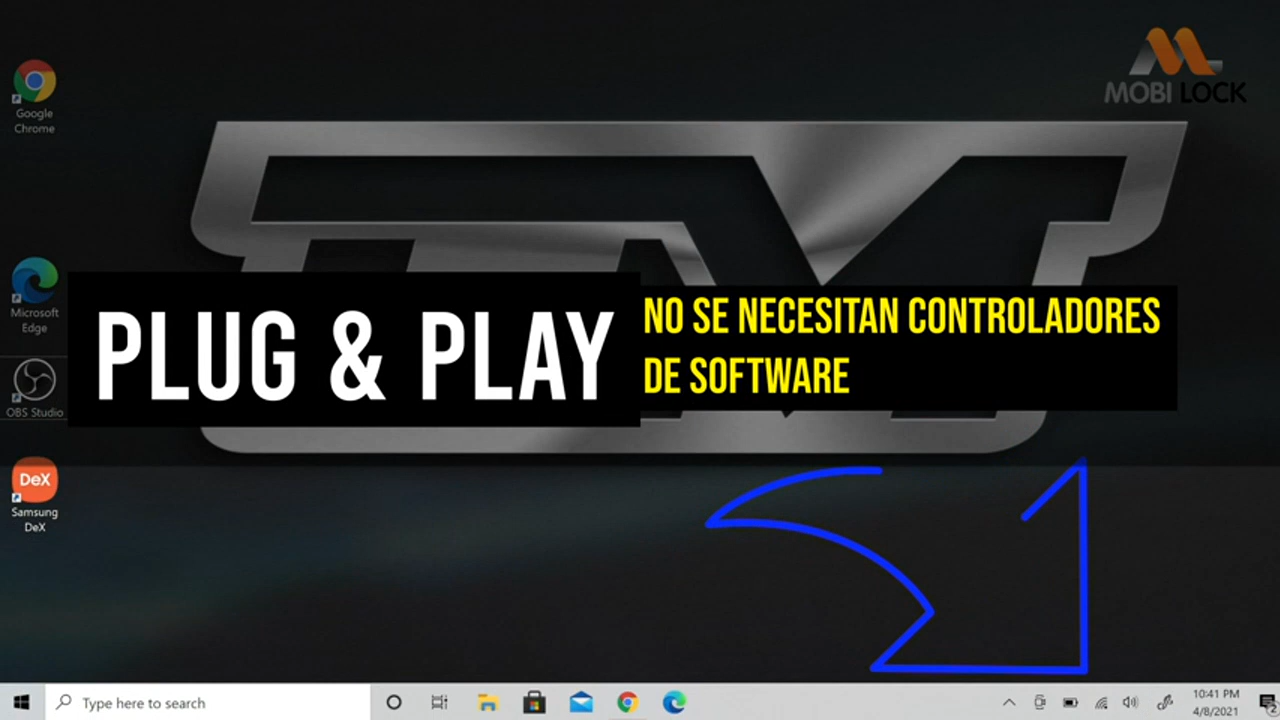 MOBI LOCK
Google
Chrome
Microsoft
Edge
PLUG & PLAY
NO SE NECESITAN CONTROLADORES
DE SOFTWARE
OBS Studio
DeX
Samsung
DeX
Type here to search
10:41 PM
4/8/2021
2